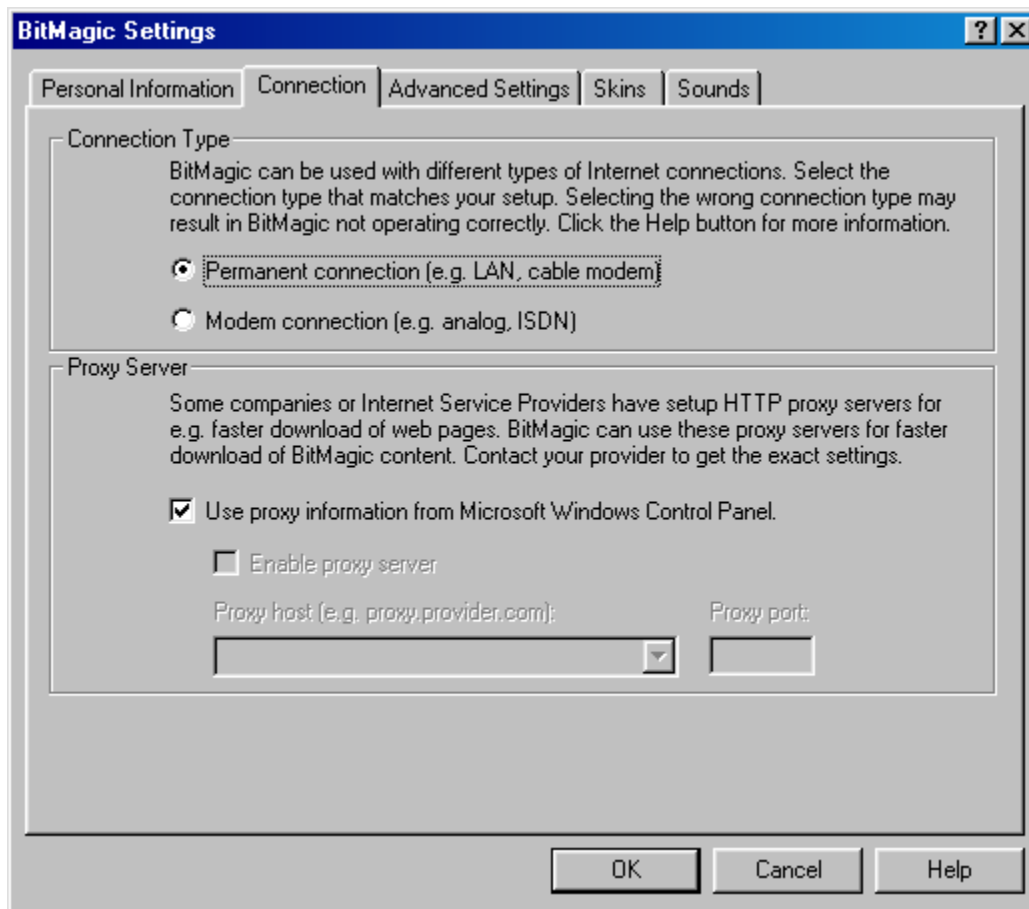 BitMagic Settings
Personal Information Connection Advanced Settings Skins Sounds
Connection Type
BitMagic can be used with different types of Internet connections. Select the
connection type that matches your setup. Selecting the wrong connection type may
result in BitMagic not operating correctly. Click the Help button for more information.
Permanent connection (e.g. LAN, cable modem)
Modem connection (e.g. analog, ISDN)
Proxy Server
Some companies or Internet Service Providers have setup HTTP proxy servers for
e.g. faster download of web pages. BitMagic can use these proxy servers for faster
download of BitMagic content. Contact your provider to get the exact settings.
Use proxy information from Microsoft Windows Control Panel.
Enable proxy server
Proxy host (e.g. proxy.provider.com): Proxy port:
OK Cancel Help